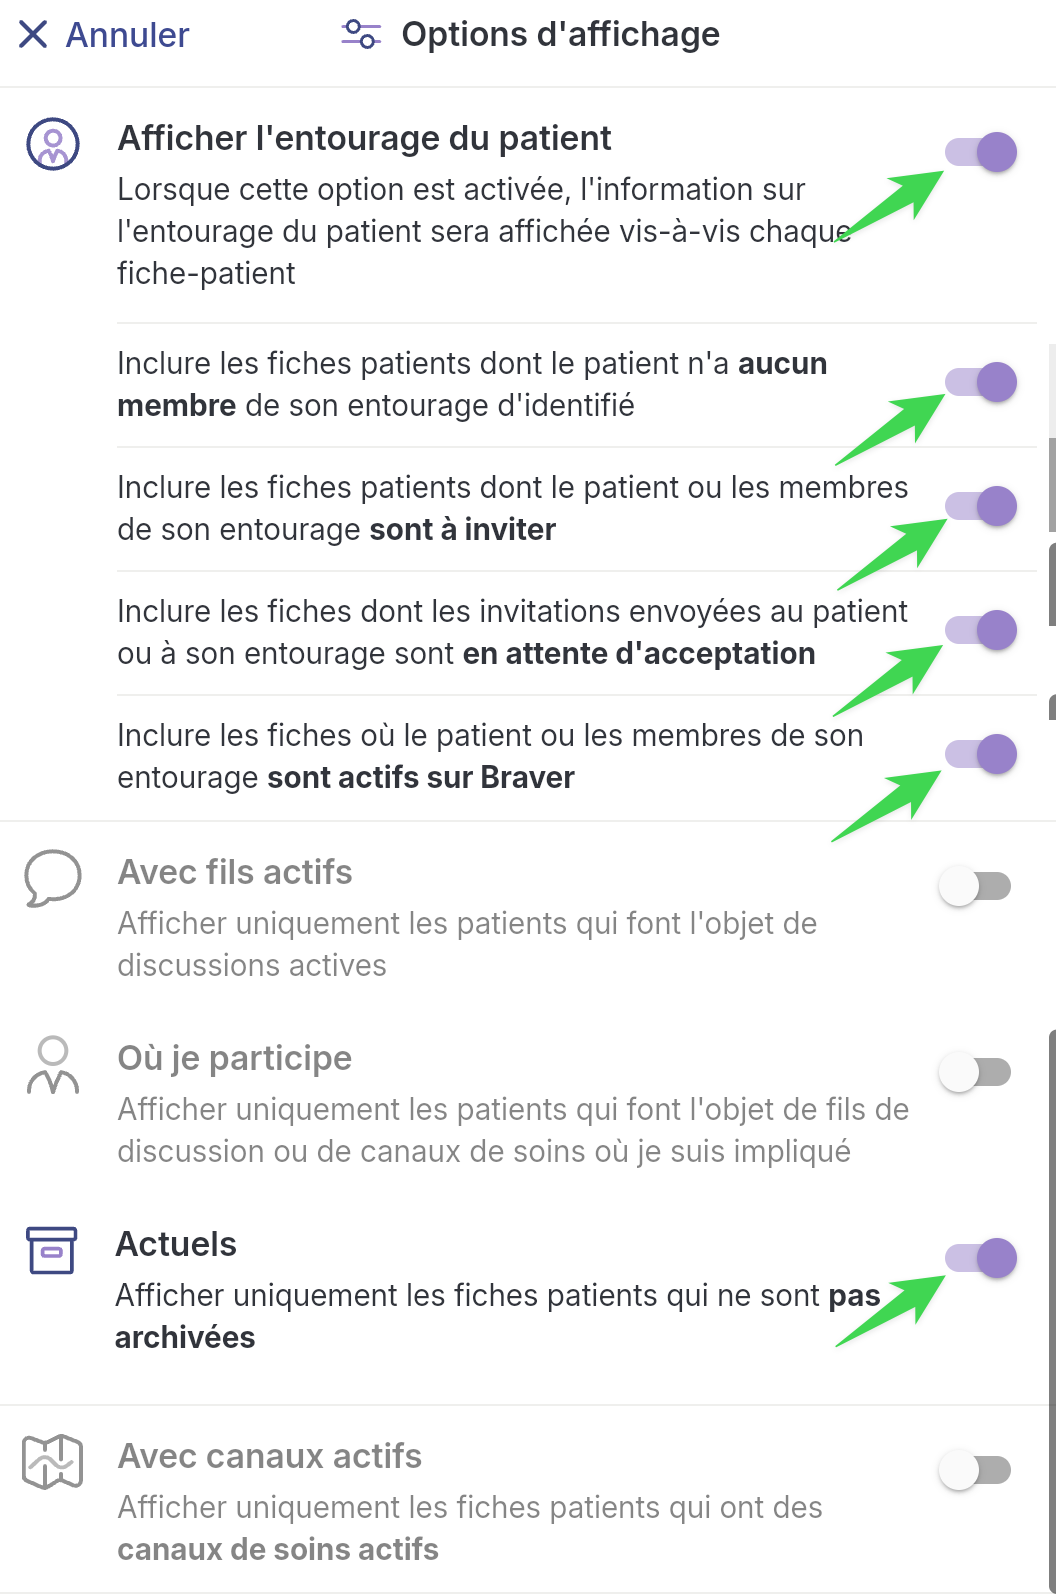 Annuler
Options d'affichage
Afficher l'entourage du patient
Lorsque cette option est activée, l'information sur
l'entourage du patient sera affichée vis-à-vis chaque
fiche-patient
Inclure les fiches patients dont le patient n'a aucun
membre de son entourage d'identifié
Inclure les fiches patients dont le patient ou les membres
de son entourage sont à inviter
Inclure les fiches dont les invitations envoyées au patient
ou à son entourage sont en attente d'acceptation
Inclure les fiches où le patient ou les membres de son
entourage sont actifs sur Braver
Avec fils actifs
Afficher uniquement les patients qui font l'objet de
discussions actives
Où je participe
Afficher uniquement les patients qui font l'objet de fils de
discussion ou de canaux de soins où je suis impliqué
Actuels
Afficher uniquement les fiches patients qui ne sont pas
archivées
Avec canaux actifs
Afficher uniquement les fiches patients qui ont des
canaux de soins actifs